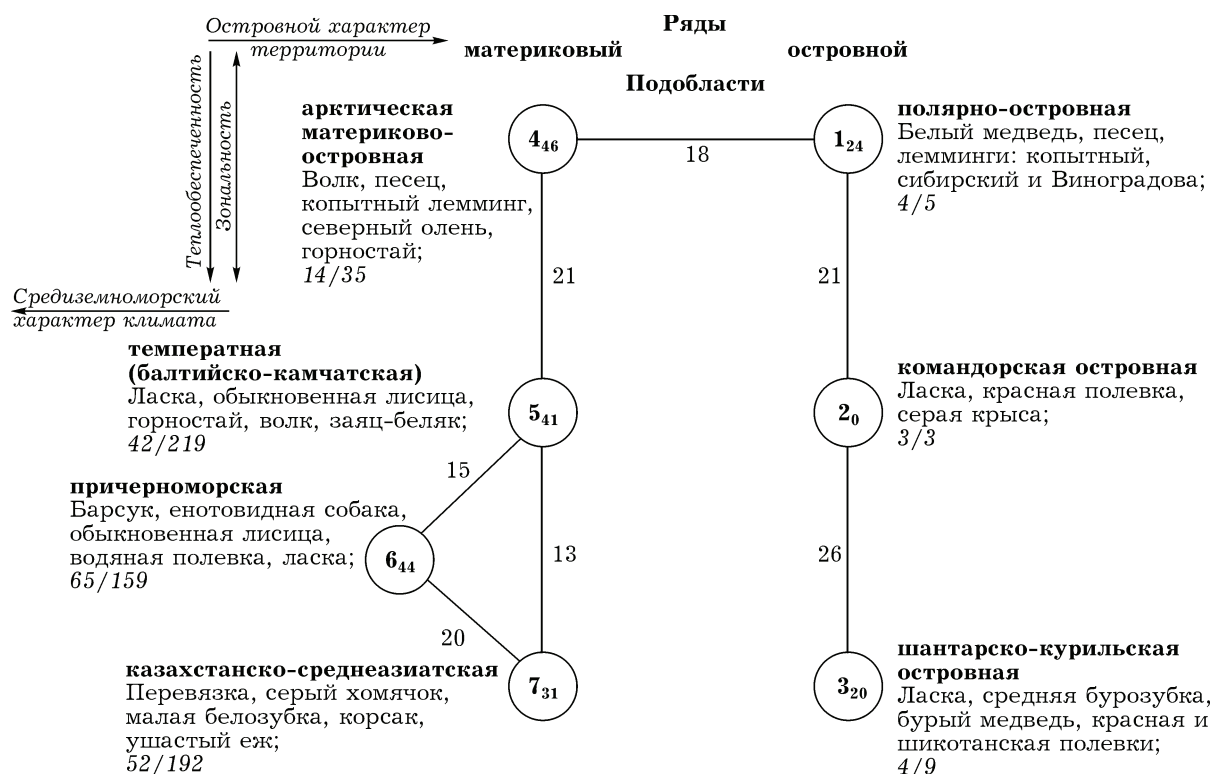 Островной характер
территории
Ряды
материковый
островной
Подобласти
Теплообеспеченность
Зональность
Средиземноморский
характер климата
арктическая
материково-
островная
Волк, песец,
копытный лемминг,
северный олень,
горностай;
14/35
4₄₆
18
1₂₄
полярно-островная
Белый медведь, песец,
лемминги: копытный,
сибирский и Виноградова;
4/5
21
21
температная
(балтийско-камчатская)
Ласка, обыкновенная лисица,
горностай, волк, заяц-беляк;
42/219
5₄₁
2₀
командорская островная
Ласка, красная полевка,
серая крыса;
3/3
15
13
26
причерноморская
Барсук, енотовидная собака,
обыкновенная лисица,
водяная полевка, ласка;
65/159
6₄₄
20
казахстанско-среднеазиатская
Перевязка, серый хомячок,
малая белозубка, корсак,
ушастый еж;
52/192
7₃₁
3₂₀
шантарско-курильская
островная
Ласка, средняя бурозубка,
бурый медведь, красная и
шикотанская полевки;
4/9